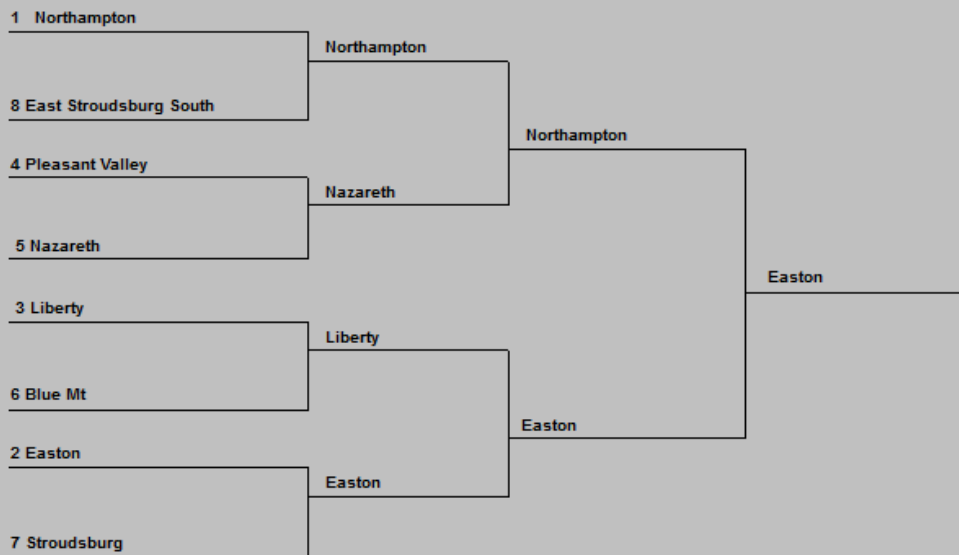 1 Northampton
Northampton
8 East Stroudsburg South
Northampton
4 Pleasant Valley
Nazareth
5 Nazareth
Easton
3 Liberty
Liberty
6 Blue Mt
Easton
2 Easton
Easton
7 Stroudsburg